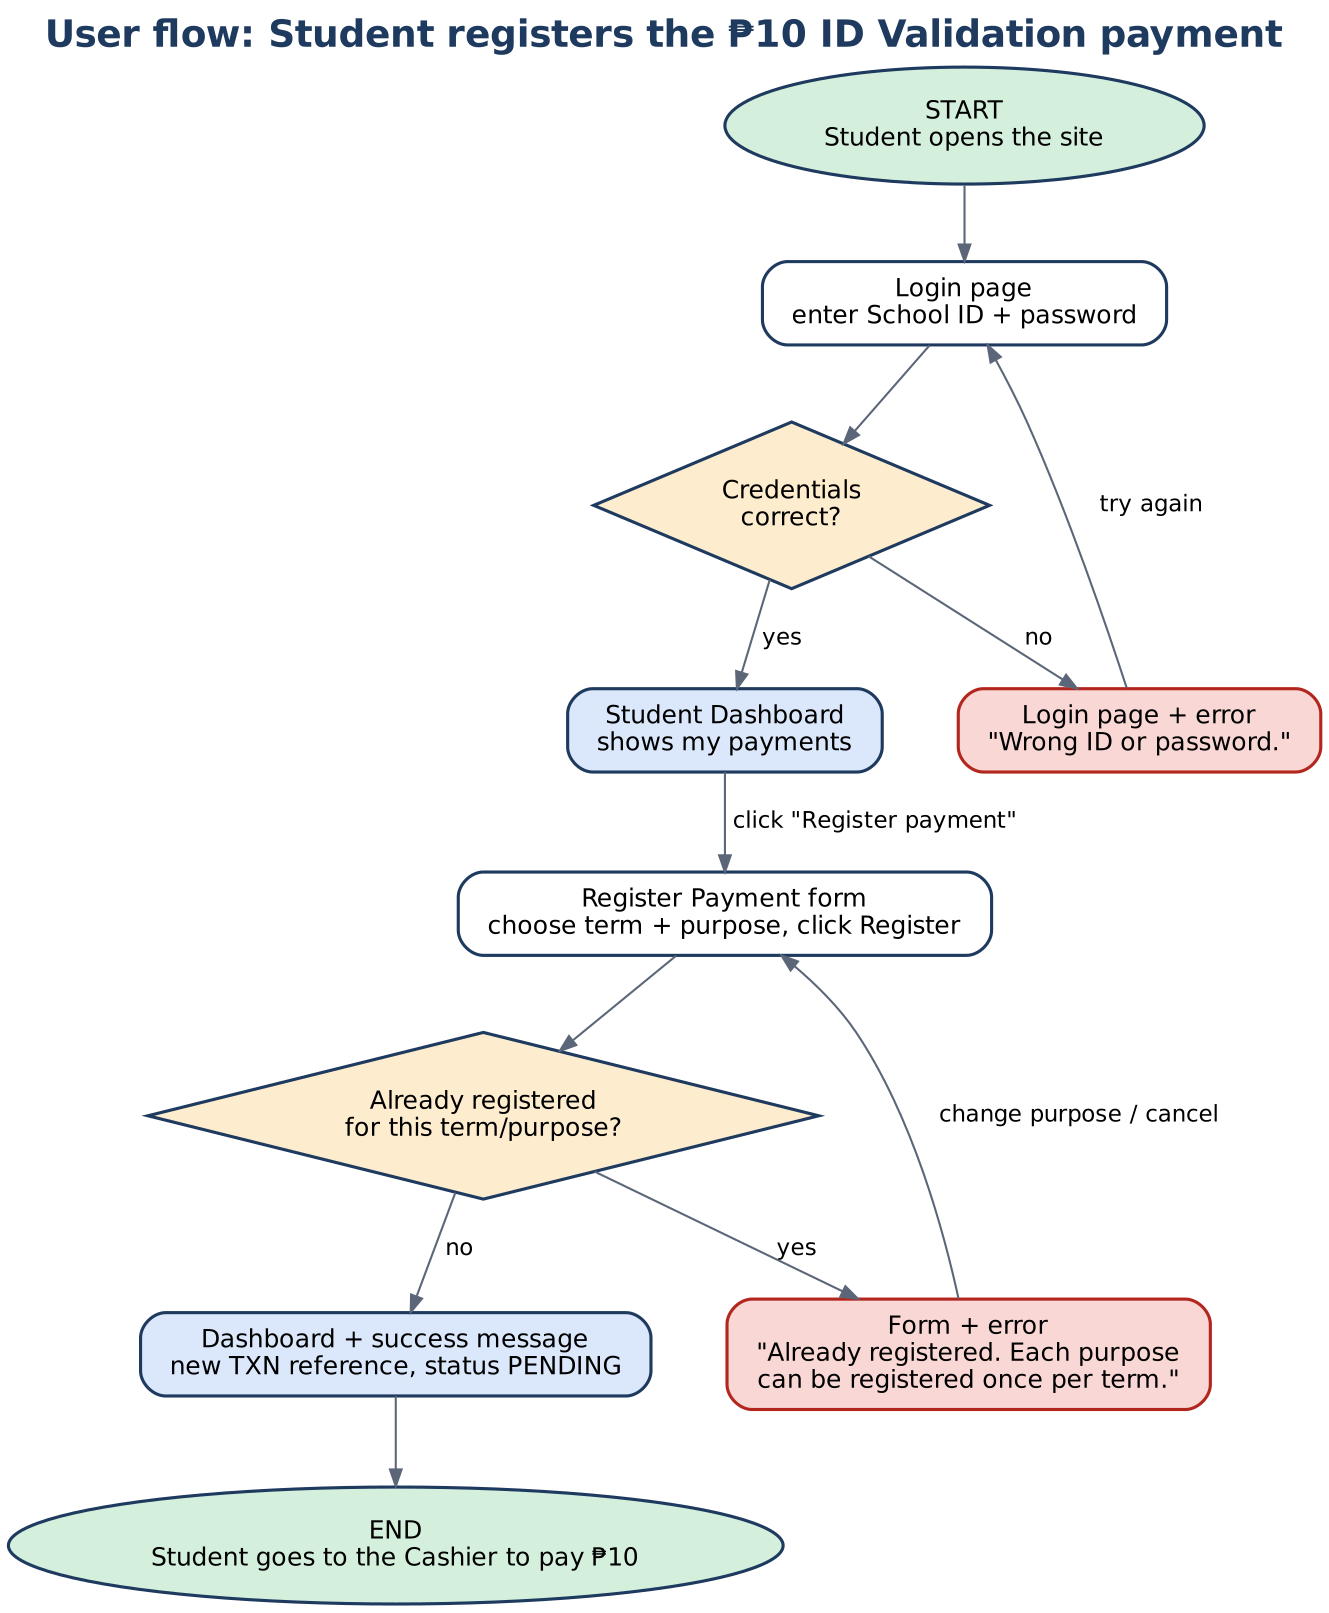 User flow: Student registers the ₱10 ID Validation payment
START
Student opens the site
Login page
enter School ID + password
Credentials
correct?
try again
yes
no
Student Dashboard
shows my payments
Login page + error
"Wrong ID or password."
click "Register payment"
Register Payment form
choose term + purpose, click Register
Already registered
for this term/purpose?
change purpose / cancel
no
yes
Dashboard + success message
new TXN reference, status PENDING
Form + error
"Already registered. Each purpose
can be registered once per term."
END
Student goes to the Cashier to pay ₱10